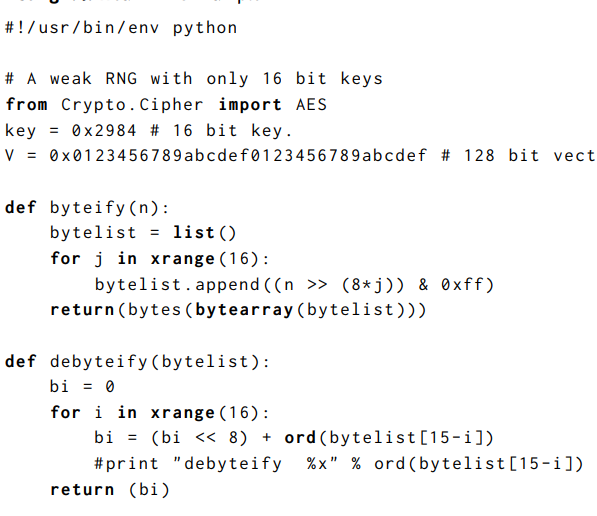 #!/usr/bin/env python
# A weak RNG with only 16 bit keys
from Crypto.Cipher import AES
key = 0x2984 # 16 bit key.
V = 0x0123456789abcdef0123456789abcdef # 128 bit vect
def byteify(n):
    bytelist = list()
    for j in xrange(16):
        bytelist.append((n >> (8*j)) & 0xff)
    return(bytes(bytearray(bytelist)))
def debyteify(bytelist):
    bi = 0
    for i in xrange(16):
        bi = (bi << 8) + ord(bytelist[15-i])
        #print "debyteify  %x" % ord(bytelist[15-i])
    return (bi)